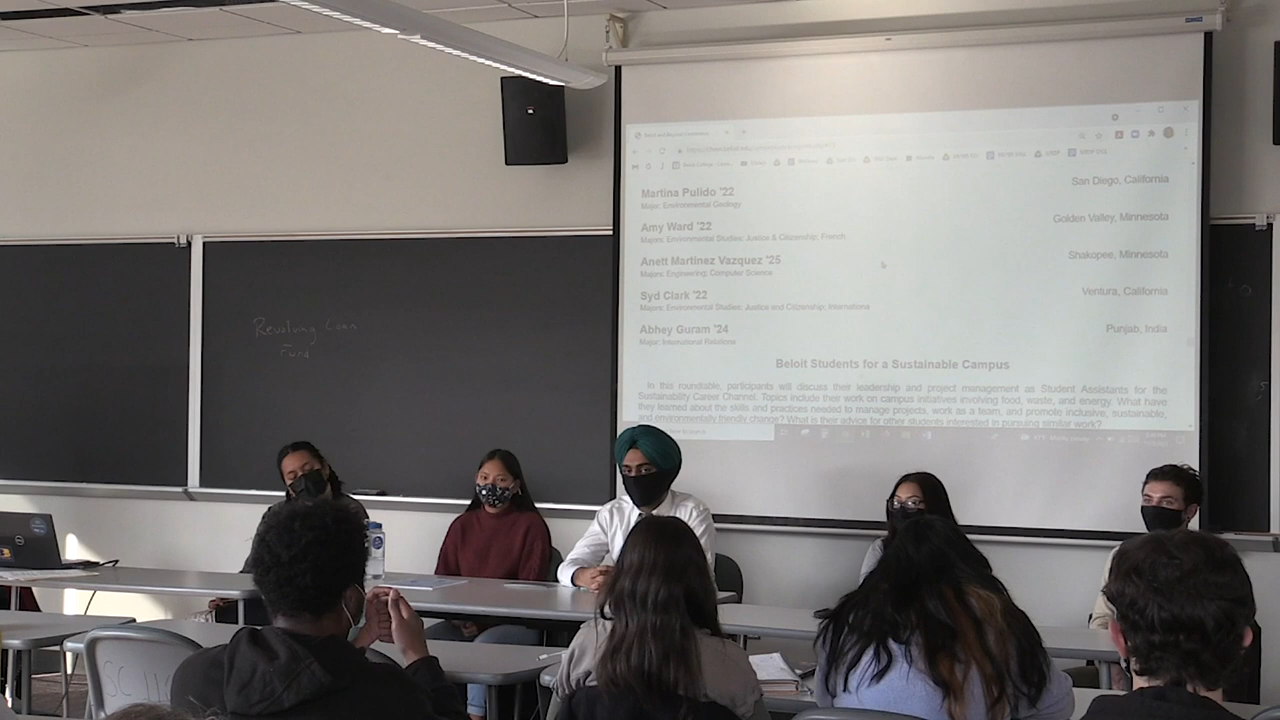 Martina Pulido '22
San Diego, California
Major: Environmental Geology
Amy Ward '22
Golden Valley, Minnesota
Majors: Environmental Studies: Justice & Citizenship; French
Anett Martinez Vazquez '25
Shakopee, Minnesota
Majors: Engineering; Computer Science
Syd Clark '22
Ventura, California
Majors: Environmental Studies: Justice and Citizenship; Internationa
Abhey Guram '24
Punjab, India
Major: International Relations
Beloit Students for a Sustainable Campus
In this roundtable, participants will discuss their leadership and project management as Student Assistants for the
Sustainability Career Channel. Topics include their work on campus initiatives involving food, waste, and energy. What have
they learned about the skills and practices needed to manage projects, work as a team, and promote inclusive, sustainable,
and environmentally friendly change? What is their advice for other students interested in pursuing similar work?
Revolving Loan
Fund